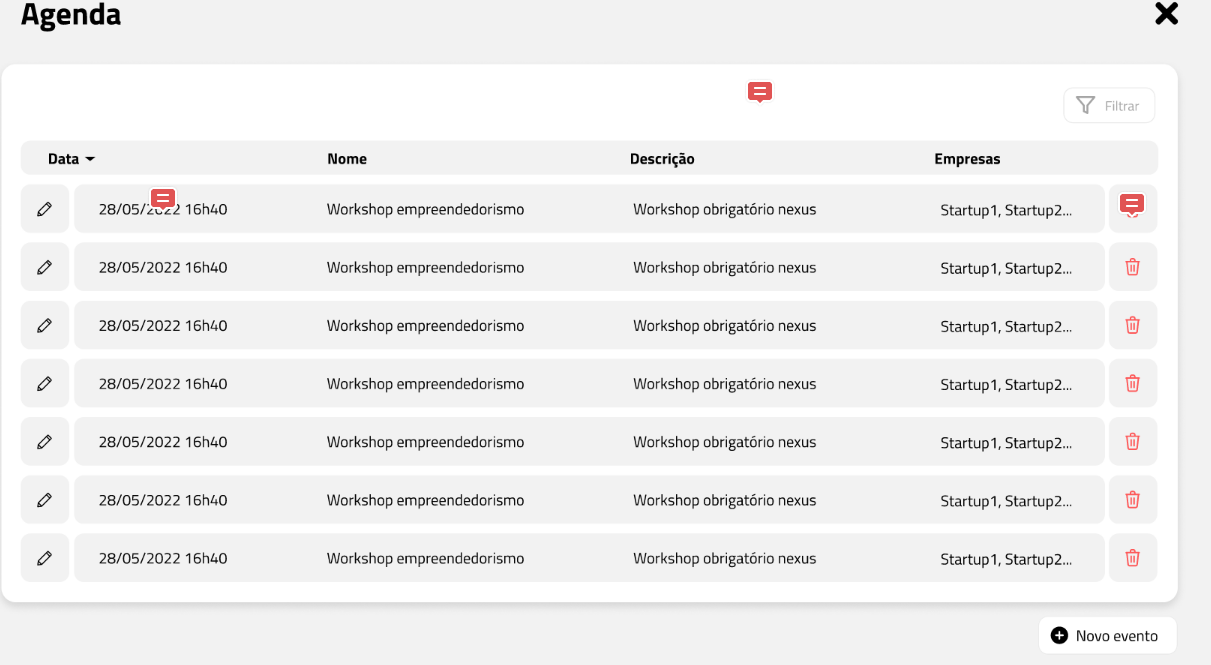 Agenda
Filtrar
Data Nome Descrição Empresas
28/05/2022 16h40 Workshop empreendedorismo Workshop obrigatório nexus Startup1, Startup2...
28/05/2022 16h40 Workshop empreendedorismo Workshop obrigatório nexus Startup1, Startup2...
28/05/2022 16h40 Workshop empreendedorismo Workshop obrigatório nexus Startup1, Startup2...
28/05/2022 16h40 Workshop empreendedorismo Workshop obrigatório nexus Startup1, Startup2...
28/05/2022 16h40 Workshop empreendedorismo Workshop obrigatório nexus Startup1, Startup2...
28/05/2022 16h40 Workshop empreendedorismo Workshop obrigatório nexus Startup1, Startup2...
28/05/2022 16h40 Workshop empreendedorismo Workshop obrigatório nexus Startup1, Startup2...
Novo evento